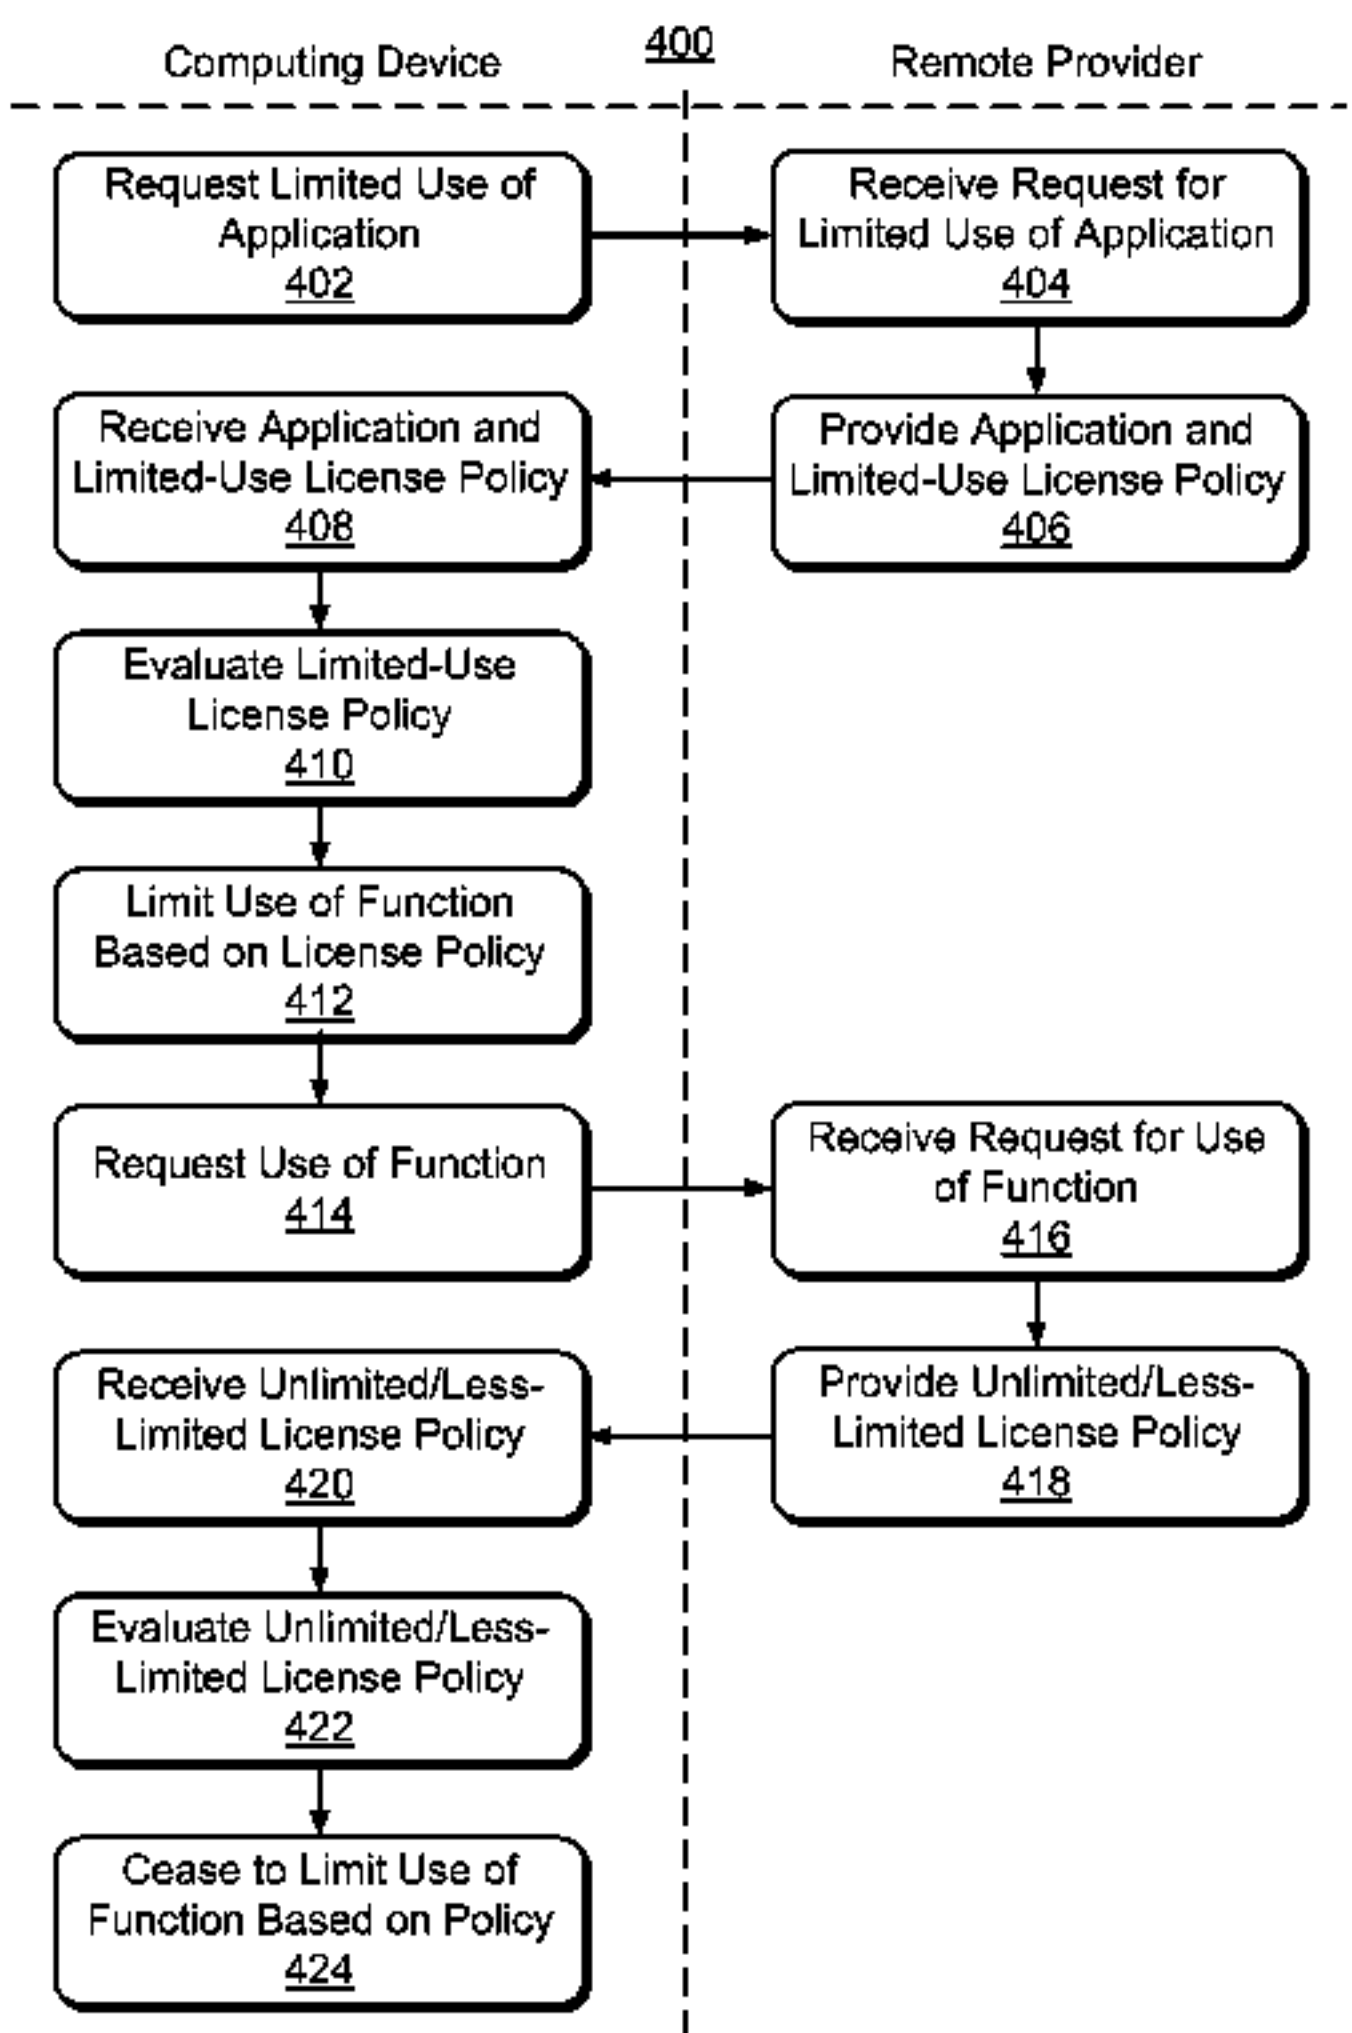 Computing Device
400
Remote Provider
Request Limited Use of
Application
402
Receive Request for
Limited Use of Application
404
Provide Application and
Limited-Use License Policy
406
Receive Application and
Limited-Use License Policy
408
Evaluate Limited-Use
License Policy
410
Limit Use of Function
Based on License Policy
412
Request Use of Function
414
Receive Request for Use
of Function
416
Provide Unlimited/Less-
Limited License Policy
418
Receive Unlimited/Less-
Limited License Policy
420
Evaluate Unlimited/Less-
Limited License Policy
422
Cease to Limit Use of
Function Based on Policy
424